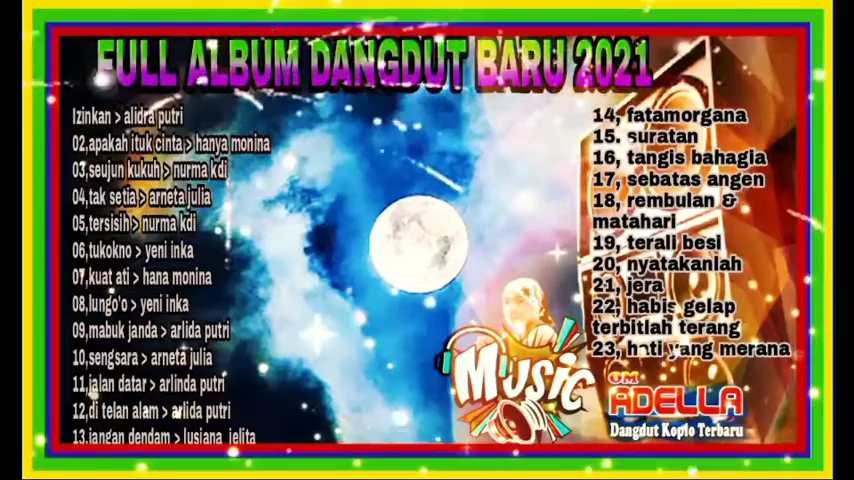 FULL ALBUM DANGDUT BARU 2021
Izinkan > alidra putri
02,apakah ituk cinta > hanya monina
03,seujun kukuh > nurma kdi
04,tak setia > arneta julia
05,tersisih > nurma kdi
06,tukokno > yeni inka
07,kuat ati > hana monina
08,lungo'o > yeni inka
09,mabuk janda > arlida putri
10,sengsara > arneta julia
11,jalan datar > arlinda putri
12,di telan alam > arlida putri
13.jangan dendam > lusiana jelita
14, fatamorgana
15. suratan
16, tangis bahagia
17, sebatas angen
18, rembulan &
matahari
19, terali besi
20, nyatakanlah
21, jera
22, habis gelap
terbitlah terang
23, hati yang merana
MUSIC
OM
ADELLA
Dangdut Koplo Terbaru